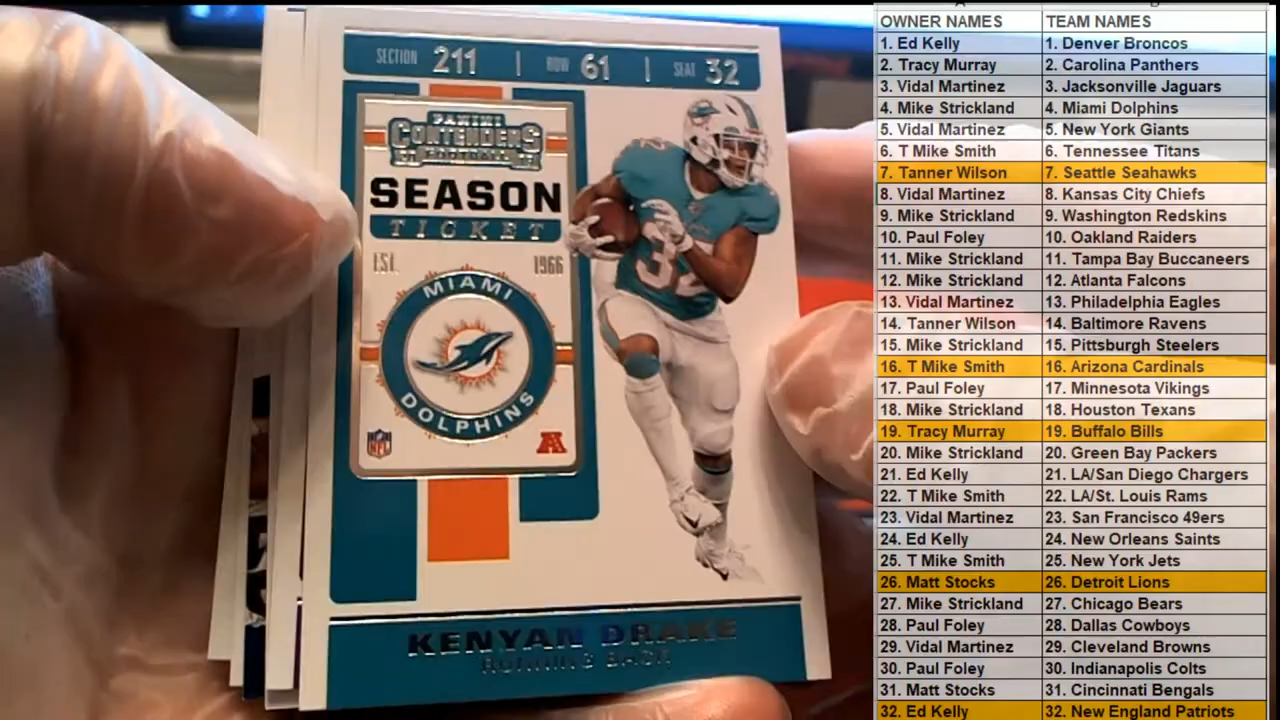 SECTION 211 | ROW 61 | SEAT 32
PANINI
CONTENDERS
FOOTBALL
SEASON
TICKET
EST. 1966
MIAMI
DOLPHINS
NFL
32
KENYAN DRAKE
RUNNING BACK
A B
OWNER NAMES TEAM NAMES
1. Ed Kelly 1. Denver Broncos
2. Tracy Murray 2. Carolina Panthers
3. Vidal Martinez 3. Jacksonville Jaguars
4. Mike Strickland 4. Miami Dolphins
5. Vidal Martinez 5. New York Giants
6. T Mike Smith 6. Tennessee Titans
7. Tanner Wilson 7. Seattle Seahawks
8. Vidal Martinez 8. Kansas City Chiefs
9. Mike Strickland 9. Washington Redskins
10. Paul Foley 10. Oakland Raiders
11. Mike Strickland 11. Tampa Bay Buccaneers
12. Mike Strickland 12. Atlanta Falcons
13. Vidal Martinez 13. Philadelphia Eagles
14. Tanner Wilson 14. Baltimore Ravens
15. Mike Strickland 15. Pittsburgh Steelers
16. T Mike Smith 16. Arizona Cardinals
17. Paul Foley 17. Minnesota Vikings
18. Mike Strickland 18. Houston Texans
19. Tracy Murray 19. Buffalo Bills
20. Mike Strickland 20. Green Bay Packers
21. Ed Kelly 21. LA/San Diego Chargers
22. T Mike Smith 22. LA/St. Louis Rams
23. Vidal Martinez 23. San Francisco 49ers
24. Ed Kelly 24. New Orleans Saints
25. T Mike Smith 25. New York Jets
26. Matt Stocks 26. Detroit Lions
27. Mike Strickland 27. Chicago Bears
28. Paul Foley 28. Dallas Cowboys
29. Vidal Martinez 29. Cleveland Browns
30. Paul Foley 30. Indianapolis Colts
31. Matt Stocks 31. Cincinnati Bengals
32. Ed Kelly 32. New England Patriots